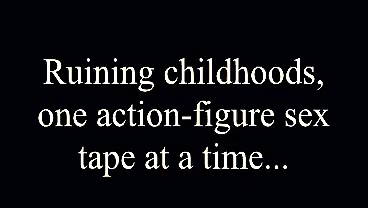 Ruining childhoods,
one action-figure sex
tape at a time...